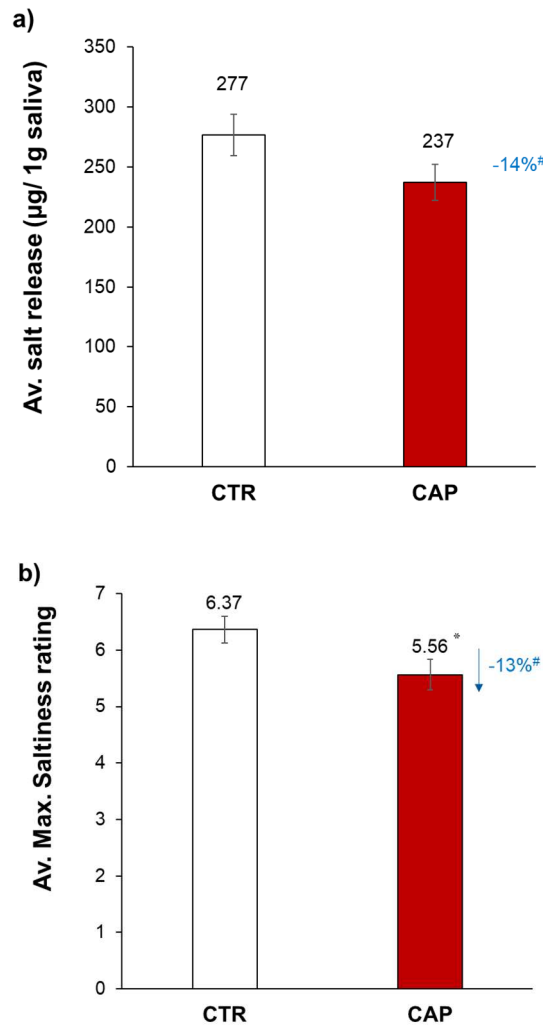 a)
Av. salt release (µg/ 1g saliva)
350
300
250
200
150
100
50
0
277
237
-14%#
CTR
CAP
b)
Av. Max. Saltiness rating
7
6
5
4
3
2
1
0
6.37
5.56 *
-13%#
CTR
CAP